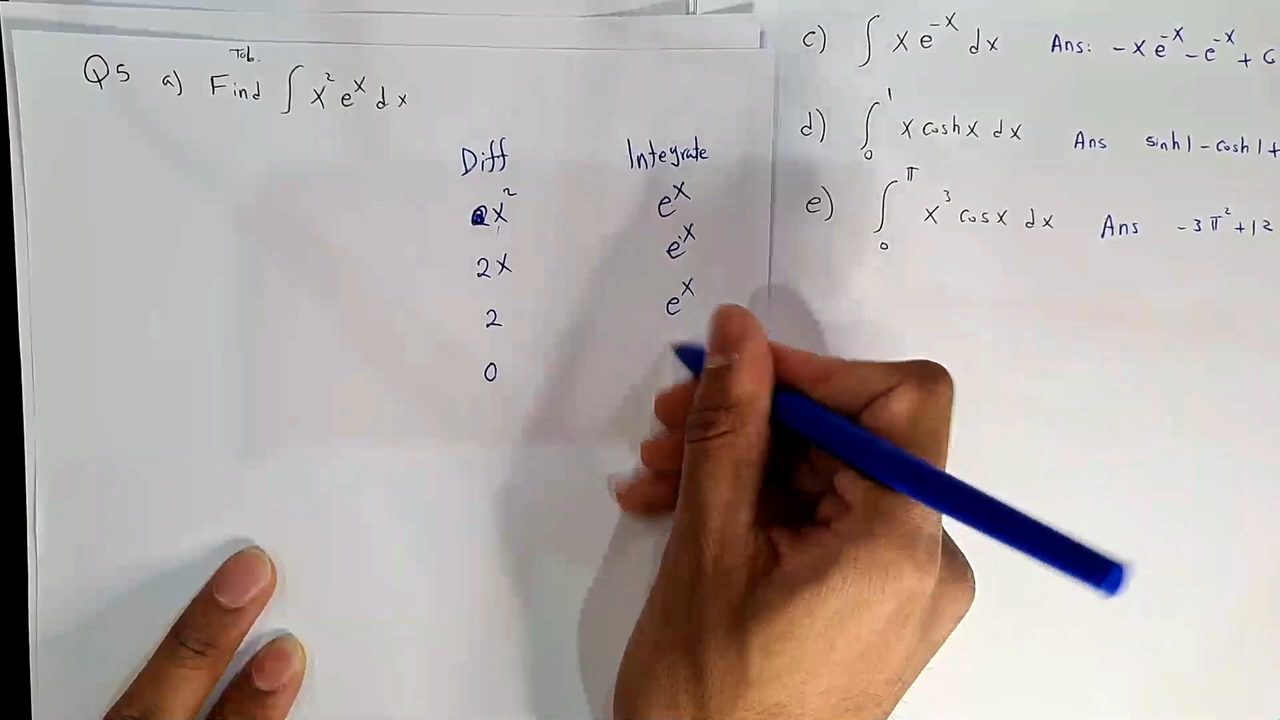 Tab.
Q5 a) Find ∫ x² eˣ dx
Diff Integrate
x² eˣ
2x eˣ
2 eˣ
0
c) ∫ x e⁻ˣ dx Ans: -x e⁻ˣ - e⁻ˣ + C
d) ∫₀¹ x cosh x dx Ans sinh 1 - cosh 1 +
e) ∫₀^π x³ cos x dx Ans -3π² + 12